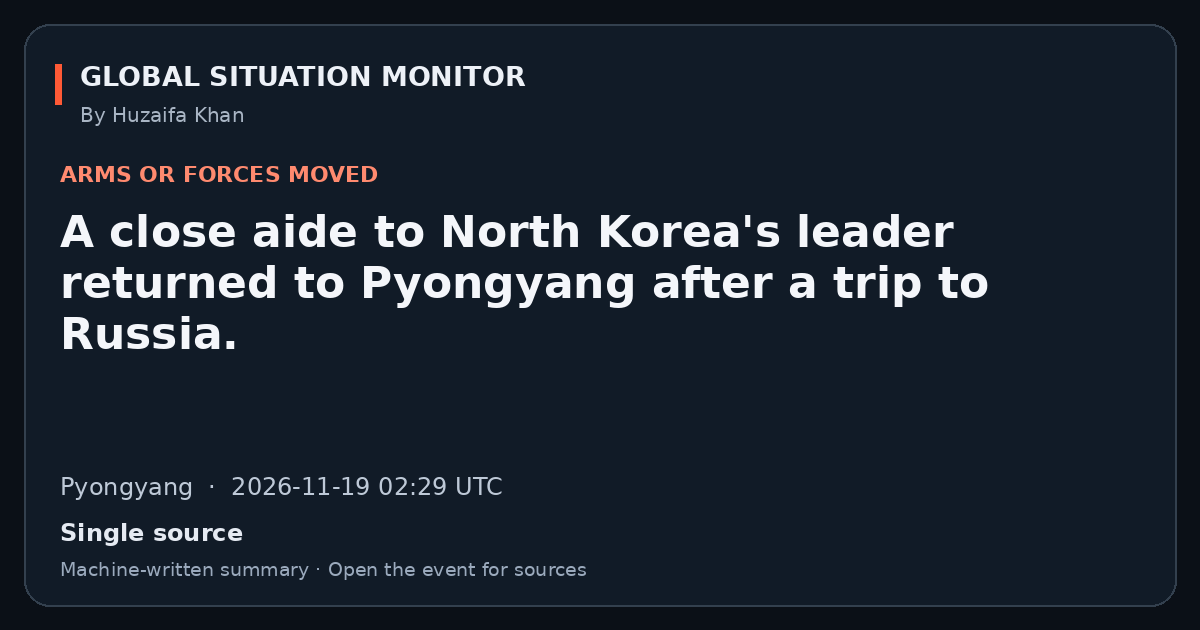 GLOBAL SITUATION MONITOR
By Huzaifa Khan
ARMS OR FORCES MOVED
A close aide to North Korea's leader
returned to Pyongyang after a trip to
Russia.
Pyongyang · 2026-11-19 02:29 UTC
Single source
Machine-written summary · Open the event for sources